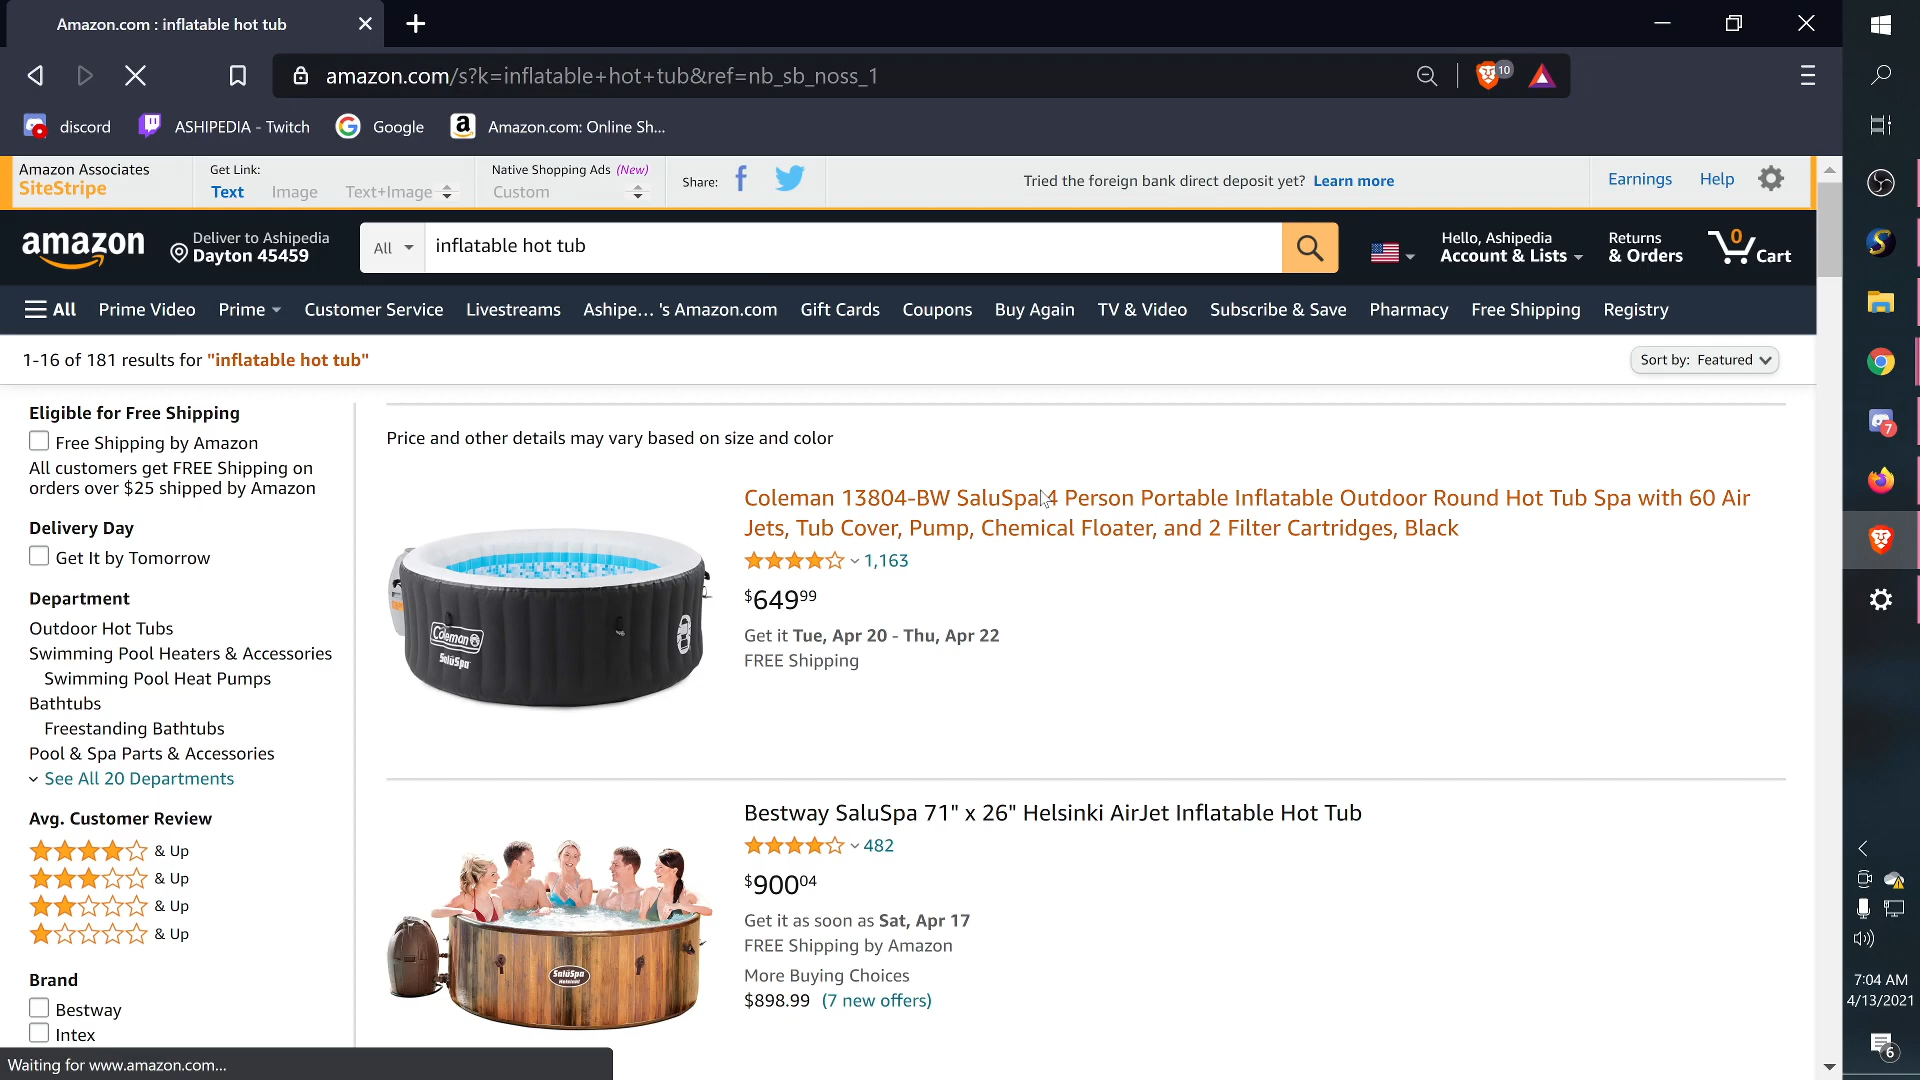 Amazon.com : inflatable hot tub
amazon.com/s?k=inflatable+hot+tub&ref=nb_sb_noss_1
10
discord
ASHIPEDIA - Twitch
Google
Amazon.com: Online Sh...
Amazon Associates
SiteStripe
Get Link:
Text Image Text+Image
Native Shopping Ads (New)
Custom
Share:
Tried the foreign bank direct deposit yet? Learn more
Earnings
Help
amazon
Deliver to Ashipedia
Dayton 45459
All
inflatable hot tub
Hello, Ashipedia
Account & Lists
Returns
& Orders
0
Cart
All
Prime Video
Prime
Customer Service
Livestreams
Ashipe... 's Amazon.com
Gift Cards
Coupons
Buy Again
TV & Video
Subscribe & Save
Pharmacy
Free Shipping
Registry
1-16 of 181 results for "inflatable hot tub"
Sort by: Featured
Eligible for Free Shipping
Free Shipping by Amazon
All customers get FREE Shipping on
orders over $25 shipped by Amazon
Delivery Day
Get It by Tomorrow
Department
Outdoor Hot Tubs
Swimming Pool Heaters & Accessories
Swimming Pool Heat Pumps
Bathtubs
Freestanding Bathtubs
Pool & Spa Parts & Accessories
See All 20 Departments
Avg. Customer Review
& Up
& Up
& Up
& Up
Brand
Bestway
Intex
Price and other details may vary based on size and color
Coleman
SaluSpa
Coleman 13804-BW SaluSpa 4 Person Portable Inflatable Outdoor Round Hot Tub Spa with 60 Air
Jets, Tub Cover, Pump, Chemical Floater, and 2 Filter Cartridges, Black
1,163
$64999
Get it Tue, Apr 20 - Thu, Apr 22
FREE Shipping
SaluSpa
Helsinki
Bestway SaluSpa 71" x 26" Helsinki AirJet Inflatable Hot Tub
482
$90004
Get it as soon as Sat, Apr 17
FREE Shipping by Amazon
More Buying Choices
$898.99 (7 new offers)
Waiting for www.amazon.com...
7
7:04 AM
4/13/2021
6